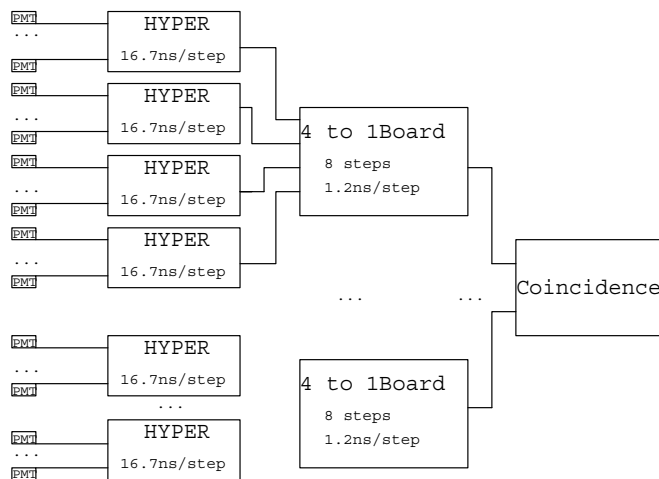 PMT
...
PMT
HYPER
16.7ns/step
PMT
...
PMT
HYPER
16.7ns/step
PMT
...
PMT
HYPER
16.7ns/step
PMT
...
PMT
HYPER
16.7ns/step
4 to 1Board
8 steps
1.2ns/step
Coincidence
... ...
PMT
...
PMT
HYPER
16.7ns/step
...
PMT
...
PMT
HYPER
16.7ns/step
4 to 1Board
8 steps
1.2ns/step